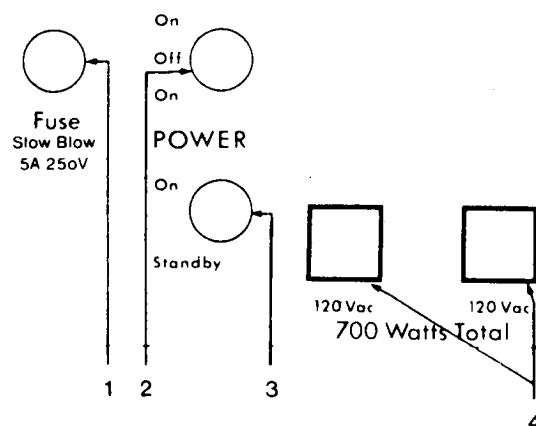 On
Off
On
Fuse
Slow Blow
5A 250V
POWER
On
Standby
120 Vac
120 Vac
700 Watts Total
1
2
3
4